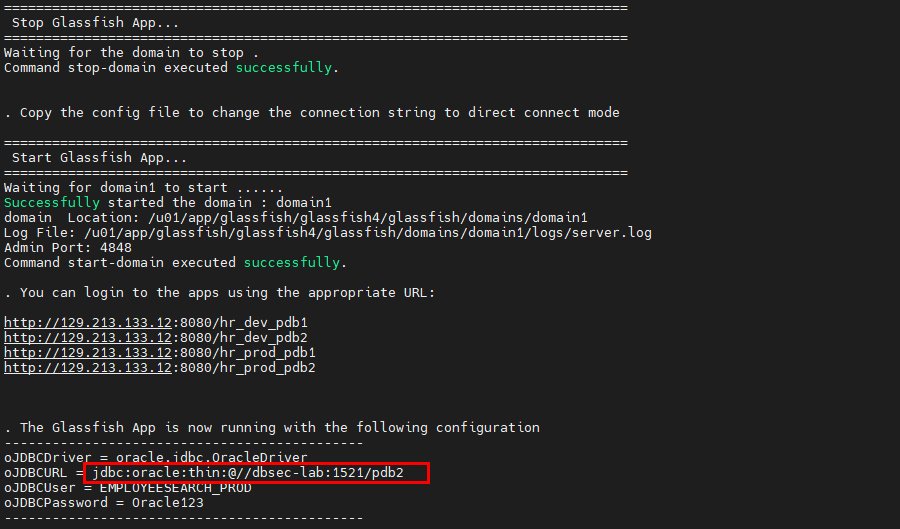 ================================================================================
Stop Glassfish App...
================================================================================
Waiting for the domain to stop .
Command stop-domain executed successfully.
. Copy the config file to change the connection string to direct connect mode
================================================================================
Start Glassfish App...
================================================================================
Waiting for domain1 to start ......
Successfully started the domain : domain1
domain  Location: /u01/app/glassfish/glassfish4/glassfish/domains/domain1
Log File: /u01/app/glassfish/glassfish4/glassfish/domains/domain1/logs/server.log
Admin Port: 4848
Command start-domain executed successfully.
. You can login to the apps using the appropriate URL:
http://129.213.133.12:8080/hr_dev_pdb1
http://129.213.133.12:8080/hr_dev_pdb2
http://129.213.133.12:8080/hr_prod_pdb1
http://129.213.133.12:8080/hr_prod_pdb2
. The Glassfish App is now running with the following configuration
---------------------------------------------
oJDBCDriver = oracle.jdbc.OracleDriver
oJDBCURL = jdbc:oracle:thin:@//dbsec-lab:1521/pdb2
oJDBCUser = EMPLOYEESEARCH_PROD
oJDBCPassword = Oracle123
---------------------------------------------